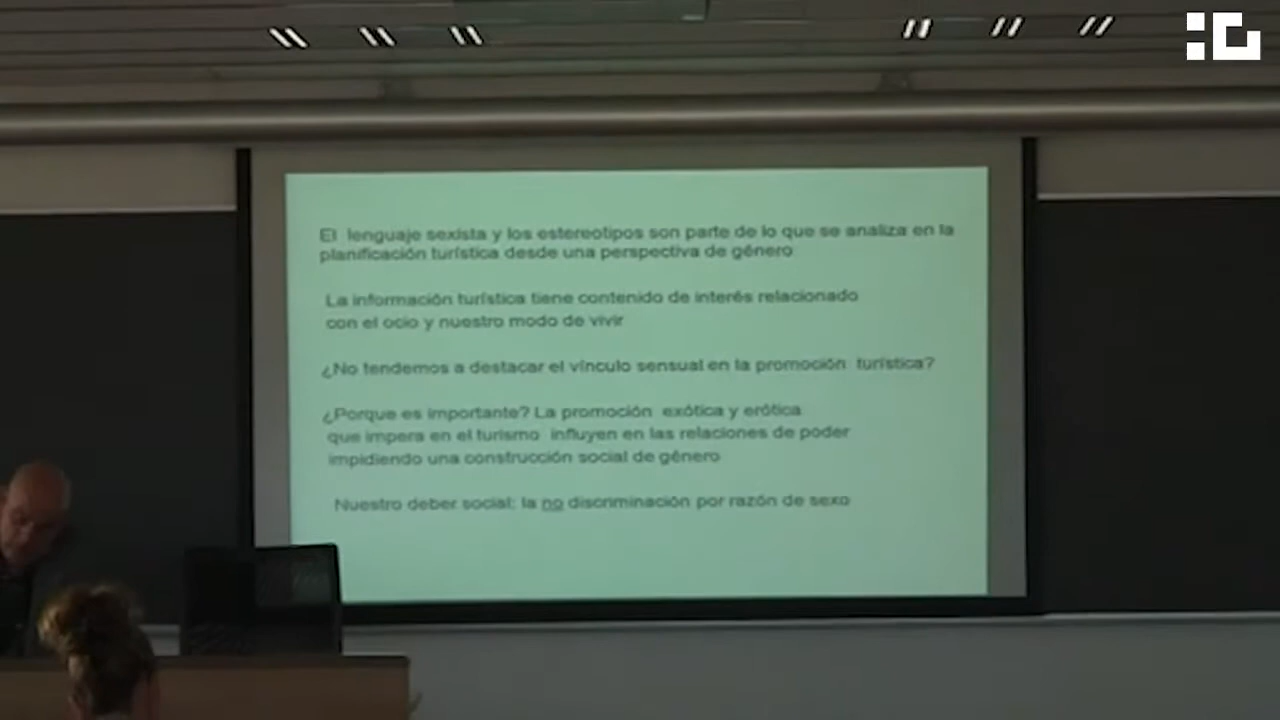 El lenguaje sexista y los estereotipos son parte de lo que se analiza en la
planificación turística desde una perspectiva de género
La información turística tiene contenido de interés relacionado
con el ocio y nuestro modo de vivir
¿No tendemos a destacar el vínculo sensual en la promoción turística?
¿Porque es importante? La promoción exótica y erótica
que impera en el turismo influyen en las relaciones de poder
impidiendo una construcción social de género
Nuestro deber social: la no discriminación por razón de sexo